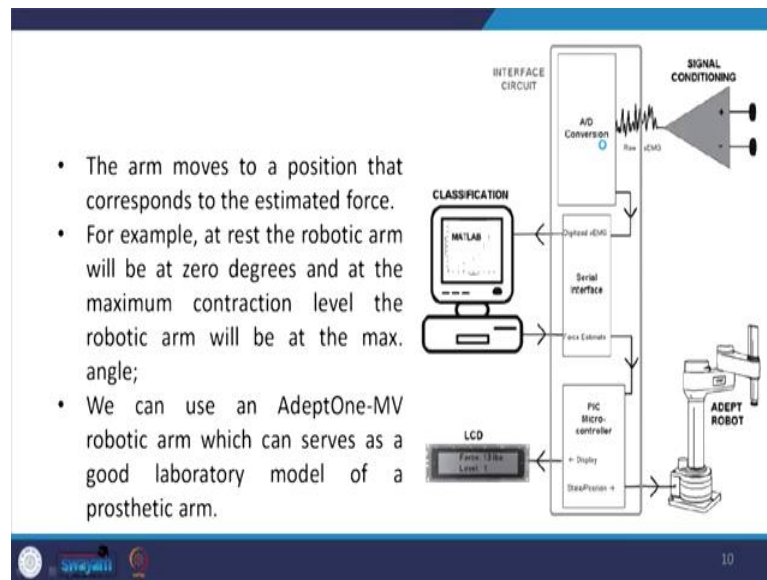 • The arm moves to a position that
corresponds to the estimated force.
• For example, at rest the robotic arm
will be at zero degrees and at the
maximum contraction level the
robotic arm will be at the max.
angle;
• We can use an AdeptOne-MV
robotic arm which can serves as a
good laboratory model of a
prosthetic arm.
INTERFACE
CIRCUIT
SIGNAL
CONDITIONING
+
-
A/D
Conversion
Raw sEMG
CLASSIFICATION
MATLAB
Digitized sEMG
Serial
Interface
Force Estimate
PIC
Micro-
controller
← Display
State/Position →
LCD
Force: 13 lbs
Level: 1
ADEPT
ROBOT
swayam
10